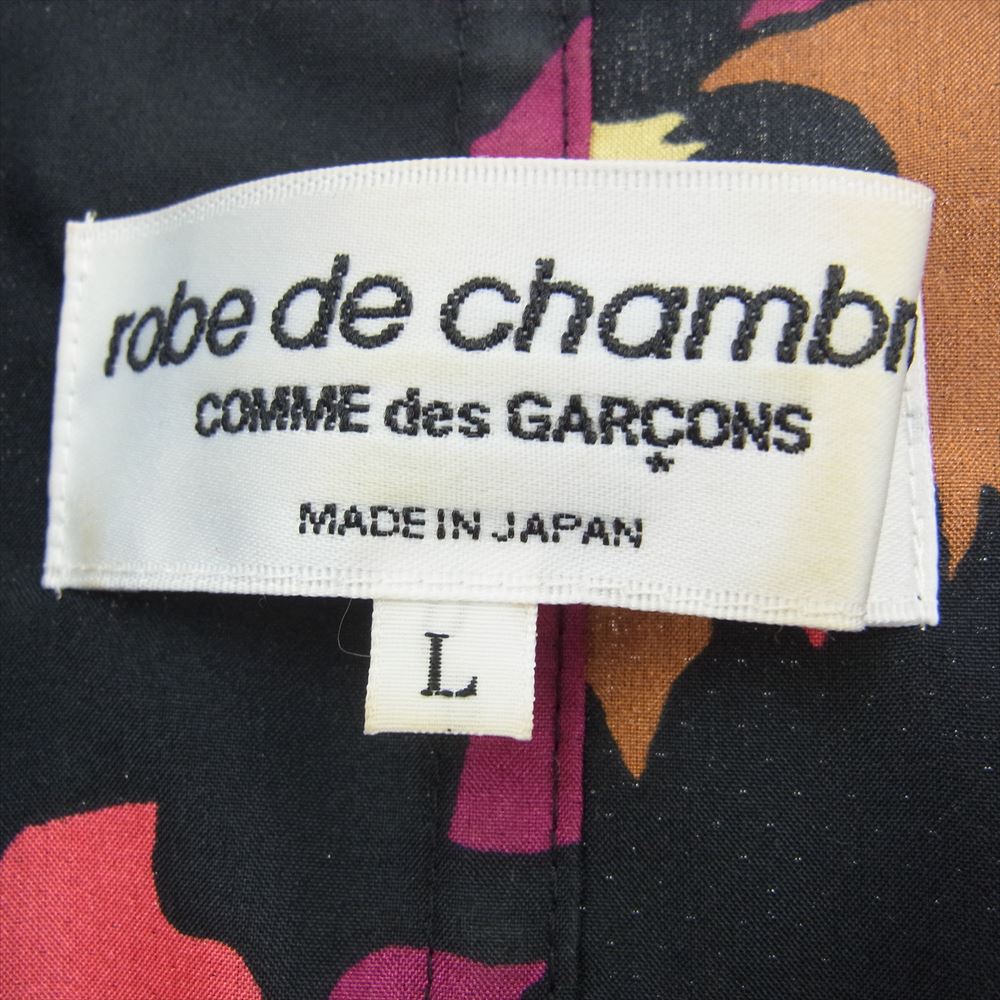 robe de chambr
COMME des GARÇONS
*
MADE IN JAPAN
L